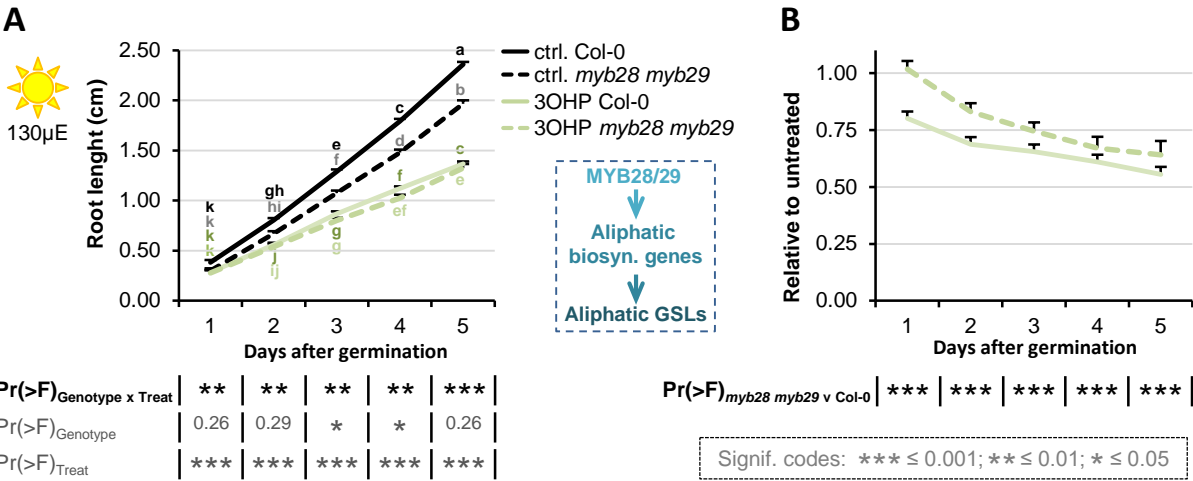 A
130µE
Root lenght (cm)
2.50
2.00
1.50
1.00
0.50
0.00
a
b
c
c
d
e
e
f
f
ef
gh
hi
g
g
j
ij
k
k
k
k
1 2 3 4 5
Days after germination
ctrl. Col-0
ctrl. myb28 myb29
3OHP Col-0
3OHP myb28 myb29
MYB28/29
Aliphatic
biosyn. genes
Aliphatic GSLs
Pr(>F)Genotype x Treat ** ** ** ** ***
Pr(>F)Genotype 0.26 0.29 * * 0.26
Pr(>F)Treat *** *** *** *** ***
B
Relative to untreated
1.00
0.75
0.50
0.25
0.00
1 2 3 4 5
Days after germination
Pr(>F)myb28 myb29 v Col-0 *** *** *** *** ***
Signif. codes: *** ≤ 0.001; ** ≤ 0.01; * ≤ 0.05